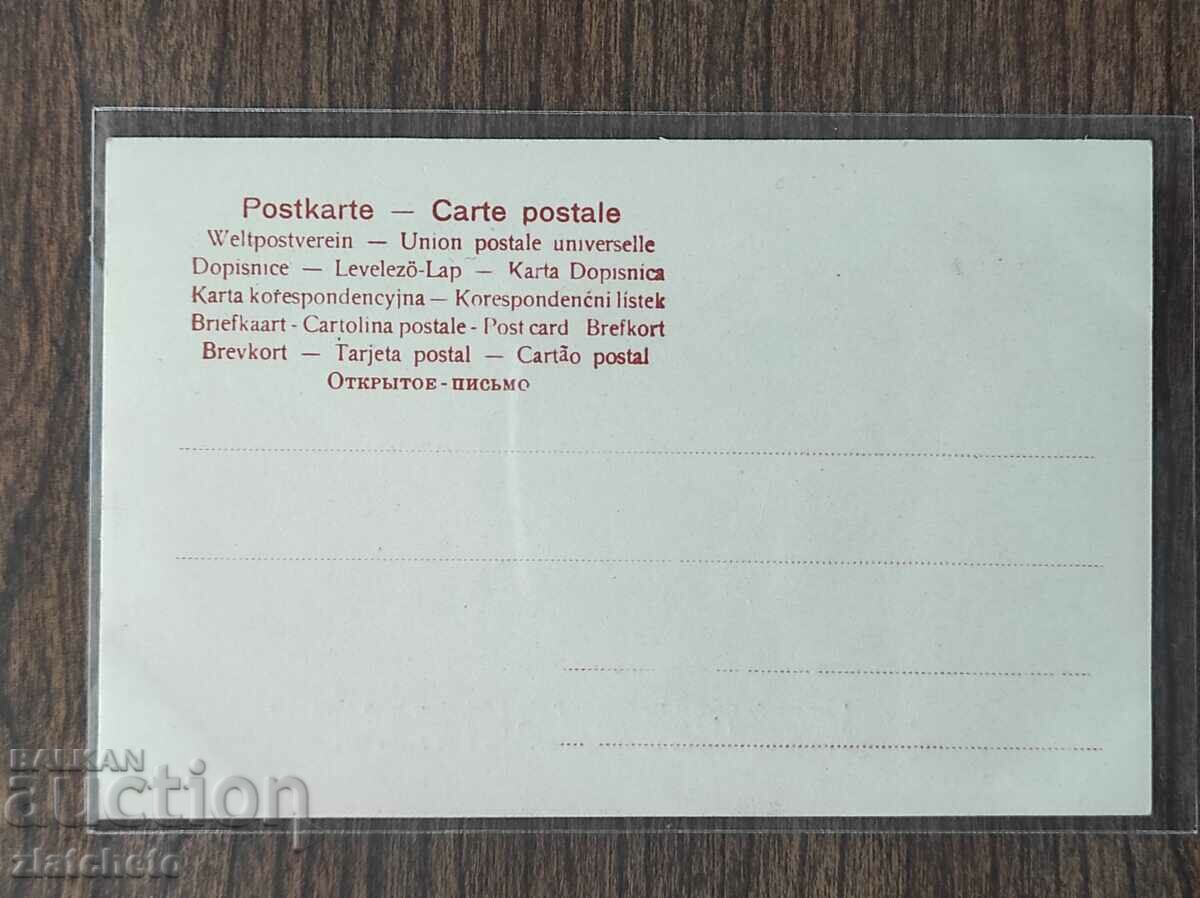 Postkarte — Carte postale
Weltpostverein — Union postale universelle
Dopisnice — Levelezö-Lap — Karta Dopisnica
Karta korespondencyjna — Korespondenčni lístek
Briefkaart - Cartolina postale - Post card Brefkort
Brevkort — Tarjeta postal — Cartão postal
Открытое - письмо
BALKAN
auction
zlatcheto